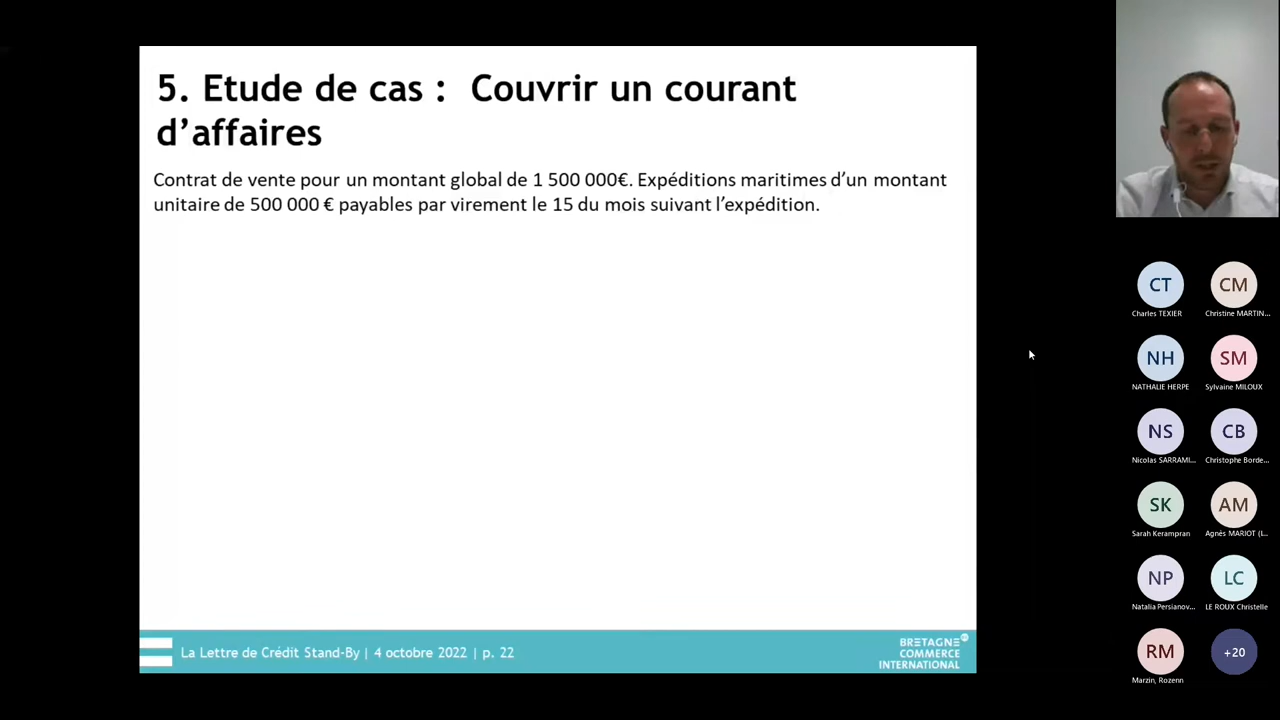 5. Etude de cas : Couvrir un courant
d’affaires
Contrat de vente pour un montant global de 1 500 000€. Expéditions maritimes d’un montant
unitaire de 500 000 € payables par virement le 15 du mois suivant l’expédition.
La Lettre de Crédit Stand-By | 4 octobre 2022 | p. 22
BRETAGNE
COMMERCE
INTERNATIONAL
CT
CM
Charles TEXIER
Christine MARTIN...
NH
SM
NATHALIE HERPE
Sylvaine MILOUX
NS
CB
Nicolas SARRAMI...
Christophe Borde...
SK
AM
Sarah Kerampran
Agnès MARIOT (L...
NP
LC
Natalia Persianov...
LE ROUX Christelle
RM
+20
Marzin, Rozenn